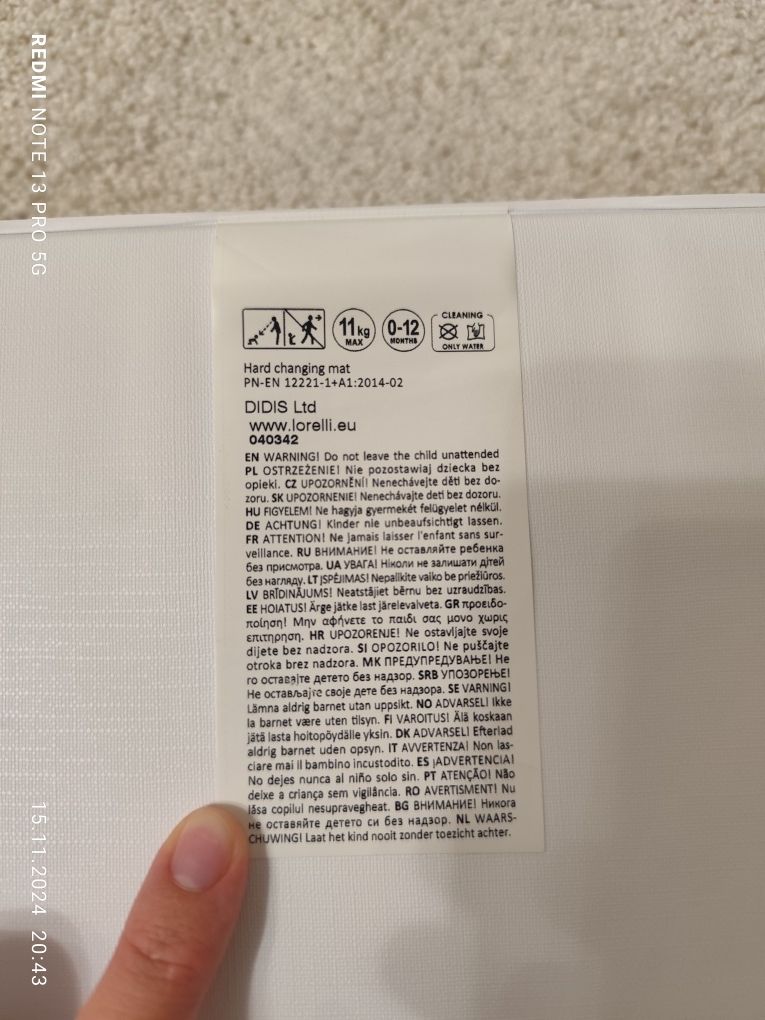 REDMI NOTE 13 PRO 5G
15.11.2024 20:43
11kg
MAX
0-12
MONTHS
CLEANING
ONLY WATER
Hard changing mat
PN-EN 12221-1+A1:2014-02
DIDIS Ltd
www.lorelli.eu
040342
EN WARNING! Do not leave the child unattended
PL OSTRZEŻENIE! Nie pozostawiaj dziecka bez
opieki. CZ UPOZORNĚNÍ! Nenechávejte děti bez do-
zoru. SK UPOZORNENIE! Nenechávajte deti bez dozoru.
HU FIGYELEM! Ne hagyja gyermekét felügyelet nélkül.
DE ACHTUNG! Kinder nie unbeaufsichtigt lassen.
FR ATTENTION! Ne jamais laisser l'enfant sans sur-
veillance. RU ВНИМАНИЕ! Не оставляйте ребенка
без присмотра. UA УВАГА! Ніколи не залишати дітей
без нагляду. LT ĮSPĖJIMAS! Nepalikite vaiko be priežiūros.
LV BRĪDINĀJUMS! Neatstājiet bērnu bez uzraudzības.
EE HOIATUS! Ärge jätke last järelevalveta. GR προειδο-
ποίηση! Μην αφήνετε το παιδι σας μονο χωρις
επιτηρηση. HR UPOZORENJE! Ne ostavljajte svoje
dijete bez nadzora. SI OPOZORILO! Ne puščajte
otroka brez nadzora. MK ПРЕДУПРЕДУВАЊЕ! Не
го оставајте детето без надзор. SRB УПОЗОРЕЊЕ!
Не остављајте своје дете без надзора. SE VARNING!
Lämna aldrig barnet utan uppsikt. NO ADVARSEL! Ikke
la barnet være uten tilsyn. FI VAROITUS! Älä koskaan
jätä lasta hoitopöydälle yksin. DK ADVARSEL! Efterlad
aldrig barnet uden opsyn. IT AVVERTENZA! Non las-
ciare mai il bambino incustodito. ES ¡ADVERTENCIA!
No dejes nunca al niño solo sin. PT ATENÇÃO! Não
deixe a criança sem vigilância. RO AVERTISMENT! Nu
lăsa copilul nesupravegheat. BG ВНИМАНИЕ! Никога
не оставяйте детето си без надзор. NL WAARS-
CHUWING! Laat het kind nooit zonder toezicht achter.